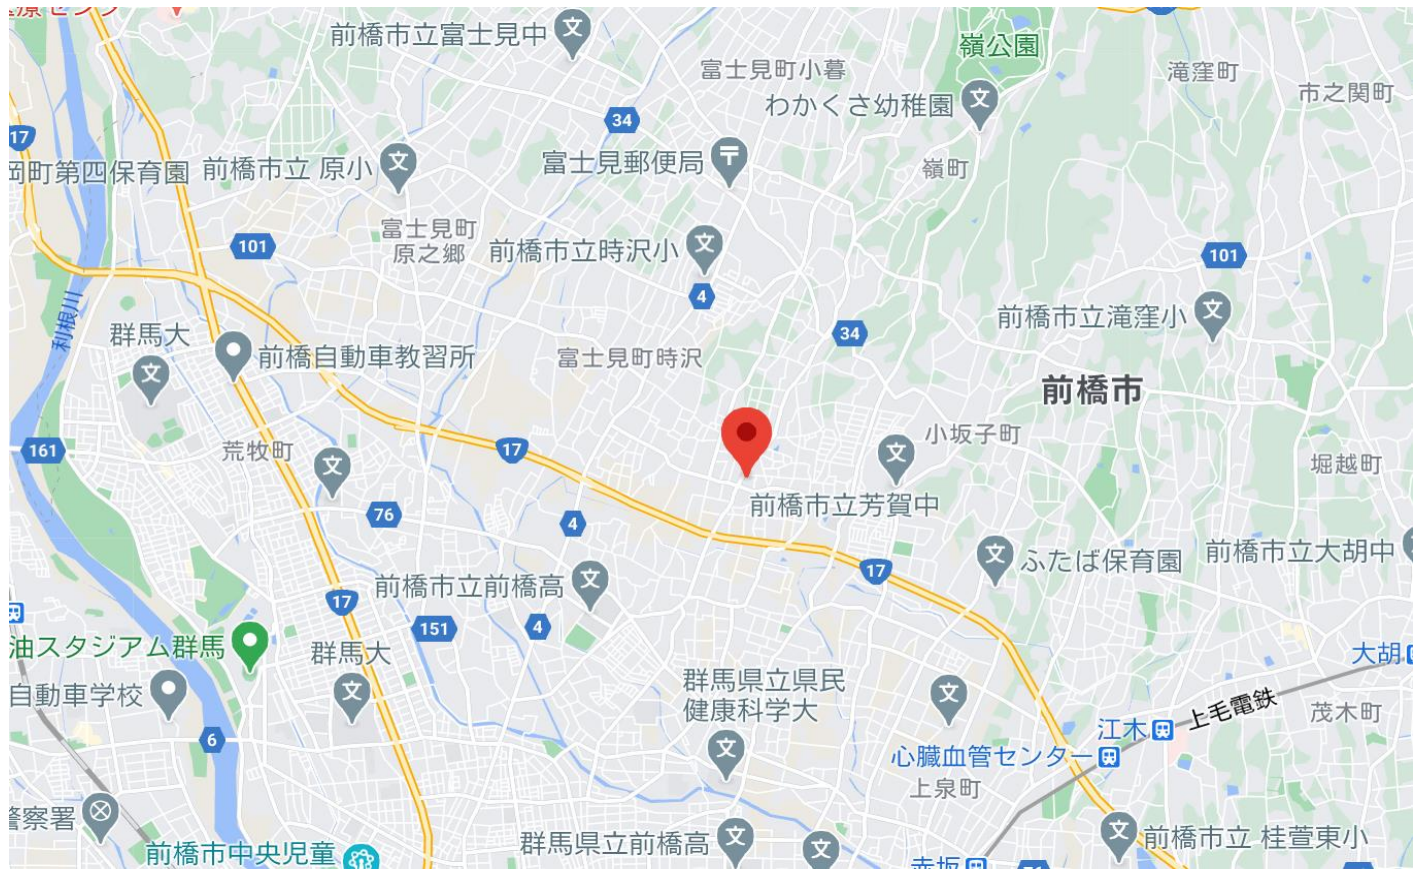 前橋市立富士見中
嶺公園
富士見町小暮
滝窪町
市之関町
わかくさ幼稚園
34
17
岡町第四保育園
前橋市立 原小
富士見郵便局
嶺町
富士見町
原之郷
101
前橋市立時沢小
101
4
利根川
群馬大
前橋自動車教習所
富士見町時沢
34
前橋市立滝窪小
前橋市
161
荒牧町
17
小坂子町
堀越町
76
4
前橋市立芳賀中
前橋市立前橋高
17
ふたば保育園
前橋市立大胡中
17
151
4
油スタジアム群馬
群馬大
大胡
自動車学校
群馬県立県民
健康科学大
上毛電鉄
茂木町
6
江木
心臓血管センター
上泉町
警察署
前橋市中央児童
群馬県立前橋高
赤坂
前橋市立 桂萱東小